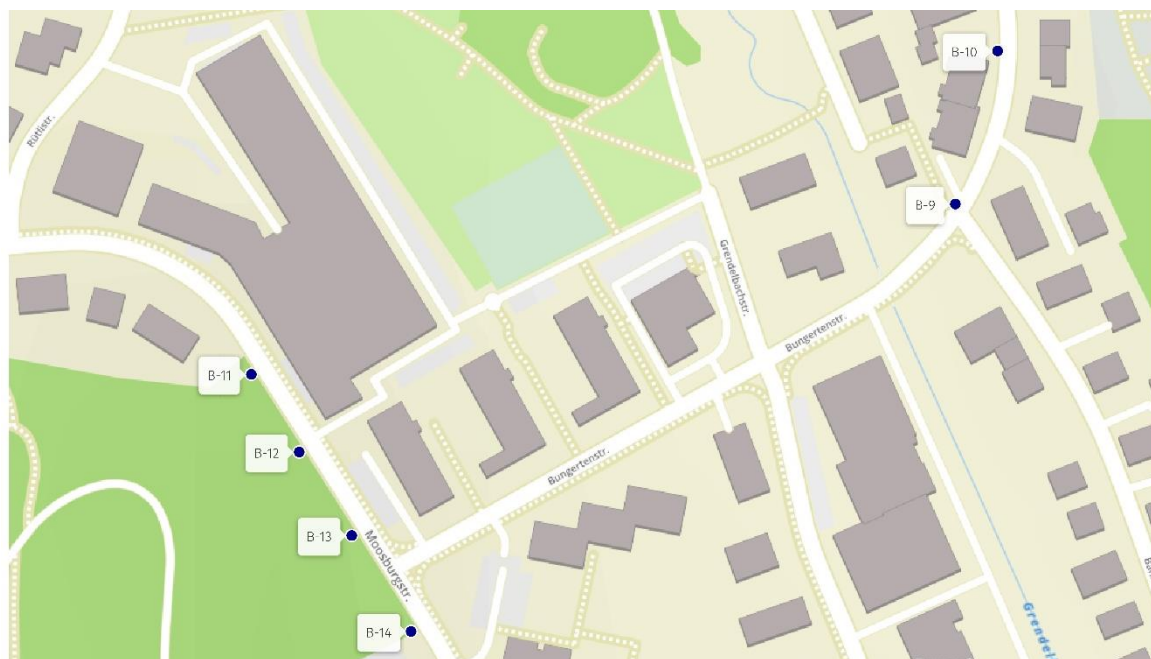 B-10
Rütlistr.
B-9
Grendelbachstr.
Bungertenstr.
B-11
B-12
Bungertenstr.
B-13
Moosburgstr.
Grendel
B-14